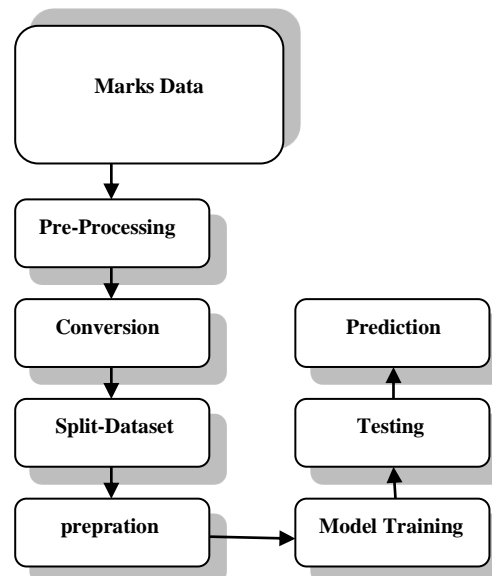 Marks Data
Pre-Processing
Conversion
Split-Dataset
prepration
Model Training
Testing
Prediction